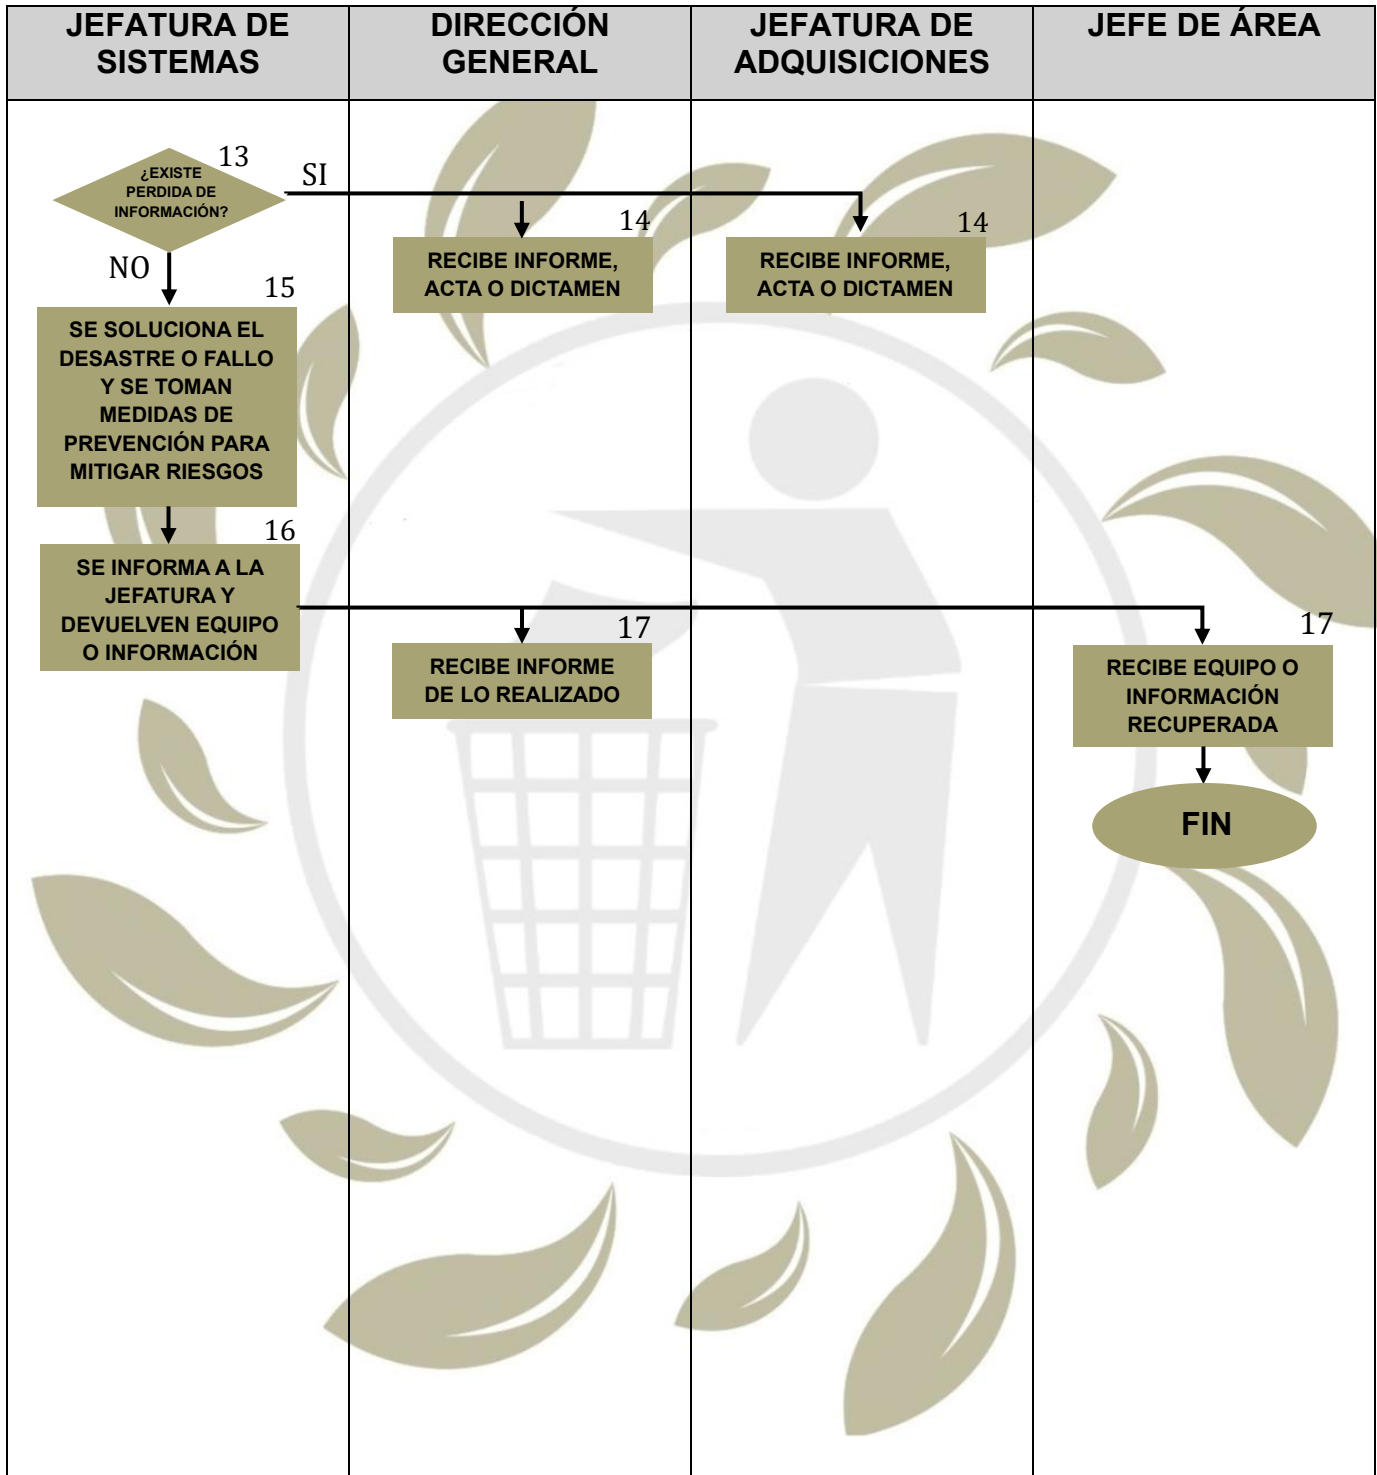 JEFATURA DE
SISTEMAS
DIRECCIÓN
GENERAL
JEFATURA DE
ADQUISICIONES
JEFE DE ÁREA
13
¿EXISTE
PERDIDA DE
INFORMACIÓN?
SI
14
RECIBE INFORME,
ACTA O DICTAMEN
14
RECIBE INFORME,
ACTA O DICTAMEN
NO
15
SE SOLUCIONA EL
DESASTRE O FALLO
Y SE TOMAN
MEDIDAS DE
PREVENCIÓN PARA
MITIGAR RIESGOS
16
SE INFORMA A LA
JEFATURA Y
DEVUELVEN EQUIPO
O INFORMACIÓN
17
RECIBE INFORME
DE LO REALIZADO
17
RECIBE EQUIPO O
INFORMACIÓN
RECUPERADA
FIN